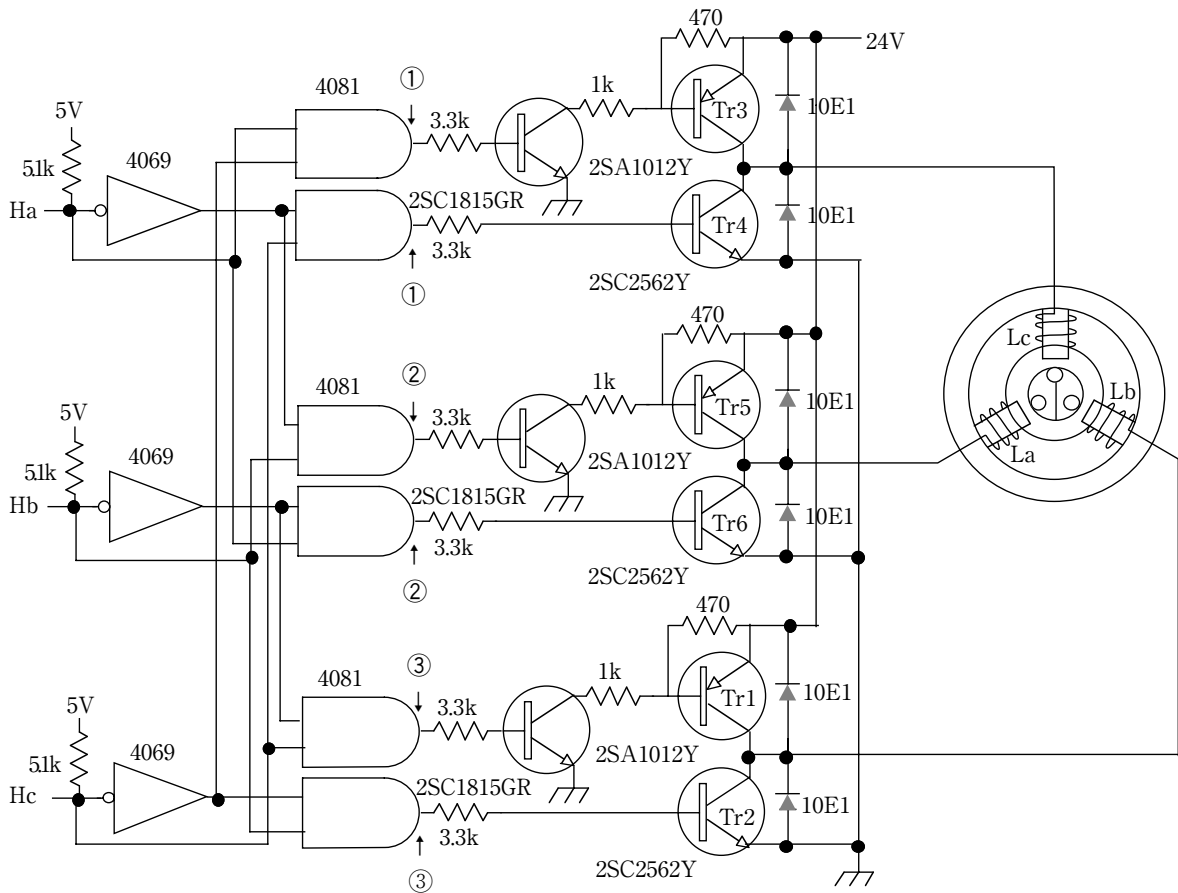 470
24V
4081
①
5V
1k
Tr3
10E1
3.3k
5.1k
4069
2SA1012Y
2SC1815GR
Ha
10E1
Tr4
3.3k
2SC2562Y
①
470
Lc
4081
②
1k
Lb
5V
3.3k
Tr5
10E1
5.1k
4069
La
2SA1012Y
2SC1815GR
Hb
Tr6
10E1
3.3k
2SC2562Y
②
470
4081
③
1k
5V
3.3k
Tr1
10E1
5.1k
4069
2SA1012Y
2SC1815GR
Hc
10E1
Tr2
3.3k
2SC2562Y
③